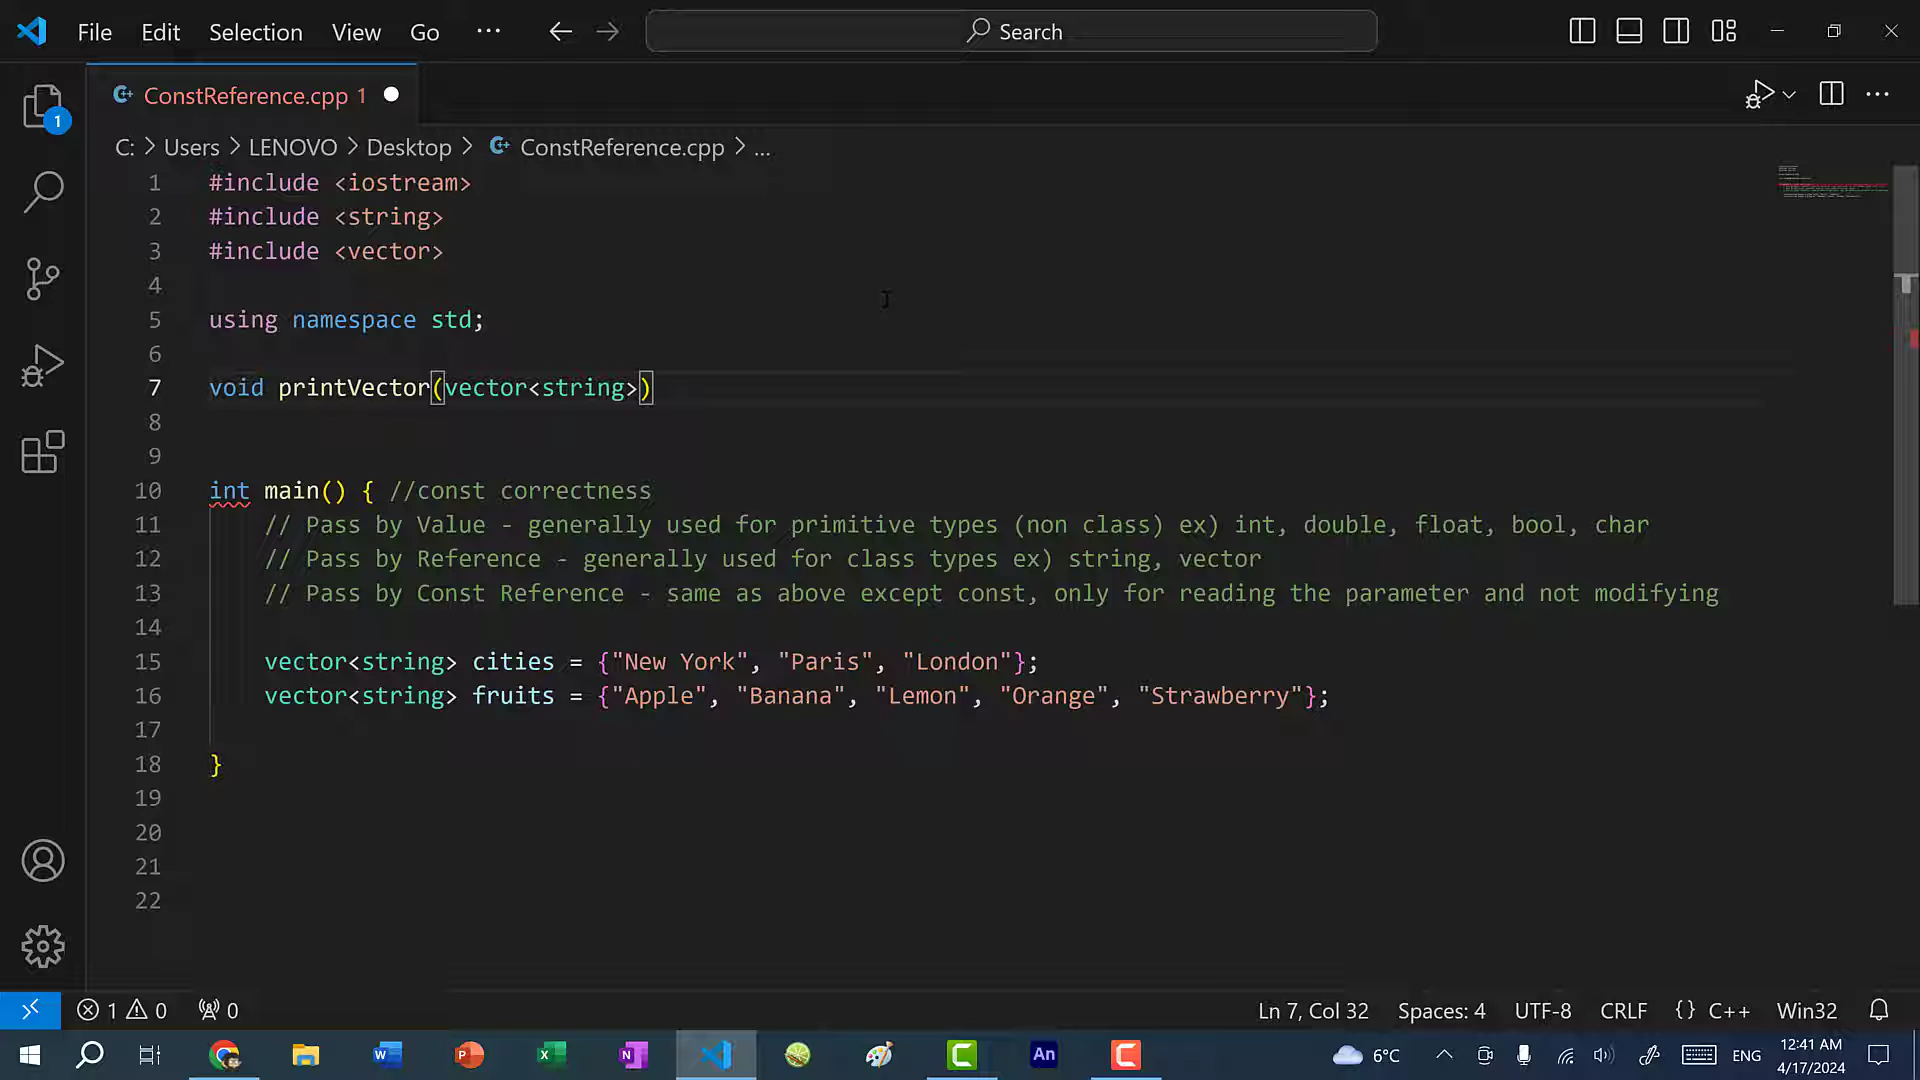 File Edit Selection View Go ··· Search
ConstReference.cpp 1
C: > Users > LENOVO > Desktop > ConstReference.cpp > ...
1 #include <iostream>
2 #include <string>
3 #include <vector>
4
5 using namespace std;
6
7 void printVector(vector<string>)
8
9
10 int main() { //const correctness
11 // Pass by Value - generally used for primitive types (non class) ex) int, double, float, bool, char
12 // Pass by Reference - generally used for class types ex) string, vector
13 // Pass by Const Reference - same as above except const, only for reading the parameter and not modifying
14
15 vector<string> cities = {"New York", "Paris", "London"};
16 vector<string> fruits = {"Apple", "Banana", "Lemon", "Orange", "Strawberry"};
17
18 }
19
20
21
22
1
1 0 0 Ln 7, Col 32 Spaces: 4 UTF-8 CRLF {} C++ Win32
An 6°C ENG 12:41 AM
4/17/2024